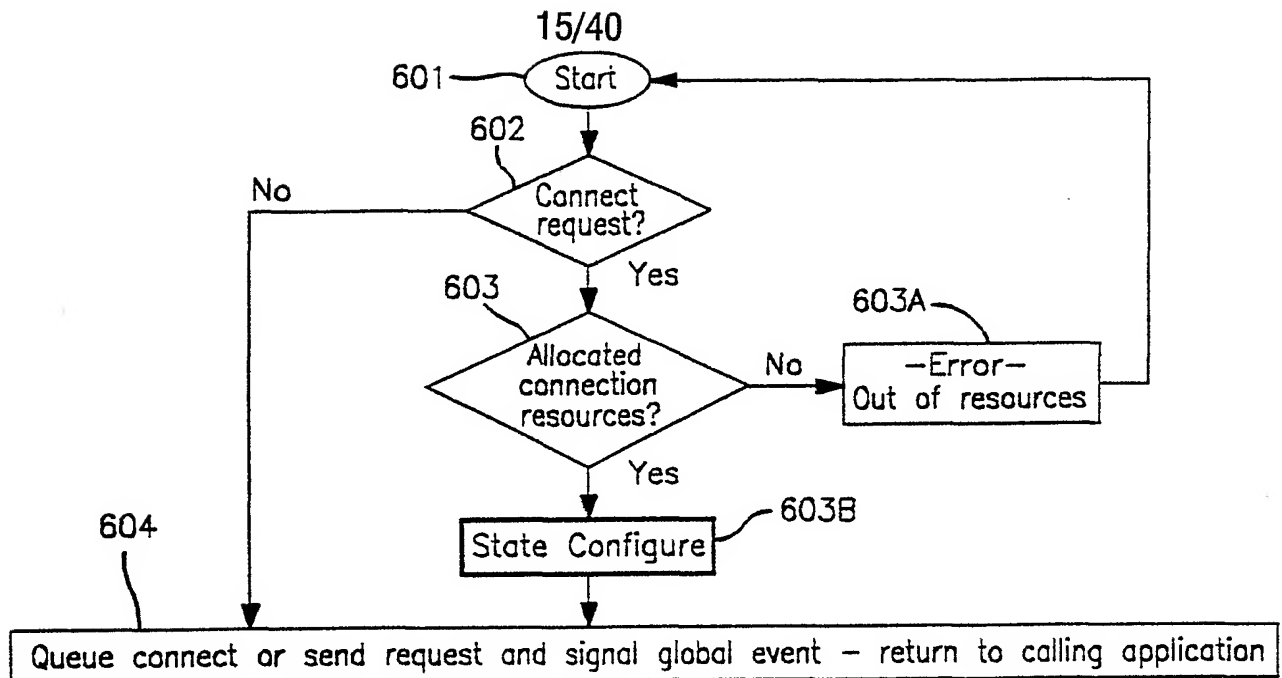 15/40
601
Start
602
No
Connect
request?
Yes
603
603A
Allocated
connection
resources?
No
—Error—
Out of resources
Yes
603B
State Configure
604
Queue connect or send request and signal global event – return to calling application